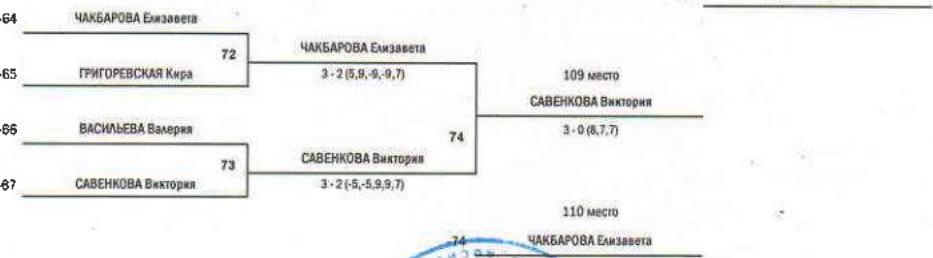 -64 ЧАКБАРОВА Елизавета
72
ЧАКБАРОВА Елизавета
3 - 2 (5,9,-9,-9,7)
-65 ГРИГОРЕВСКАЯ Кира
109 место
САВЕНКОВА Виктория
3 - 0 (8,7,7)
-66 ВАСИЛЬЕВА Валерия
74
73
САВЕНКОВА Виктория
3 - 2 (-5,-5,9,9,7)
-67 САВЕНКОВА Виктория
110 место
-74 ЧАКБАРОВА Елизавета